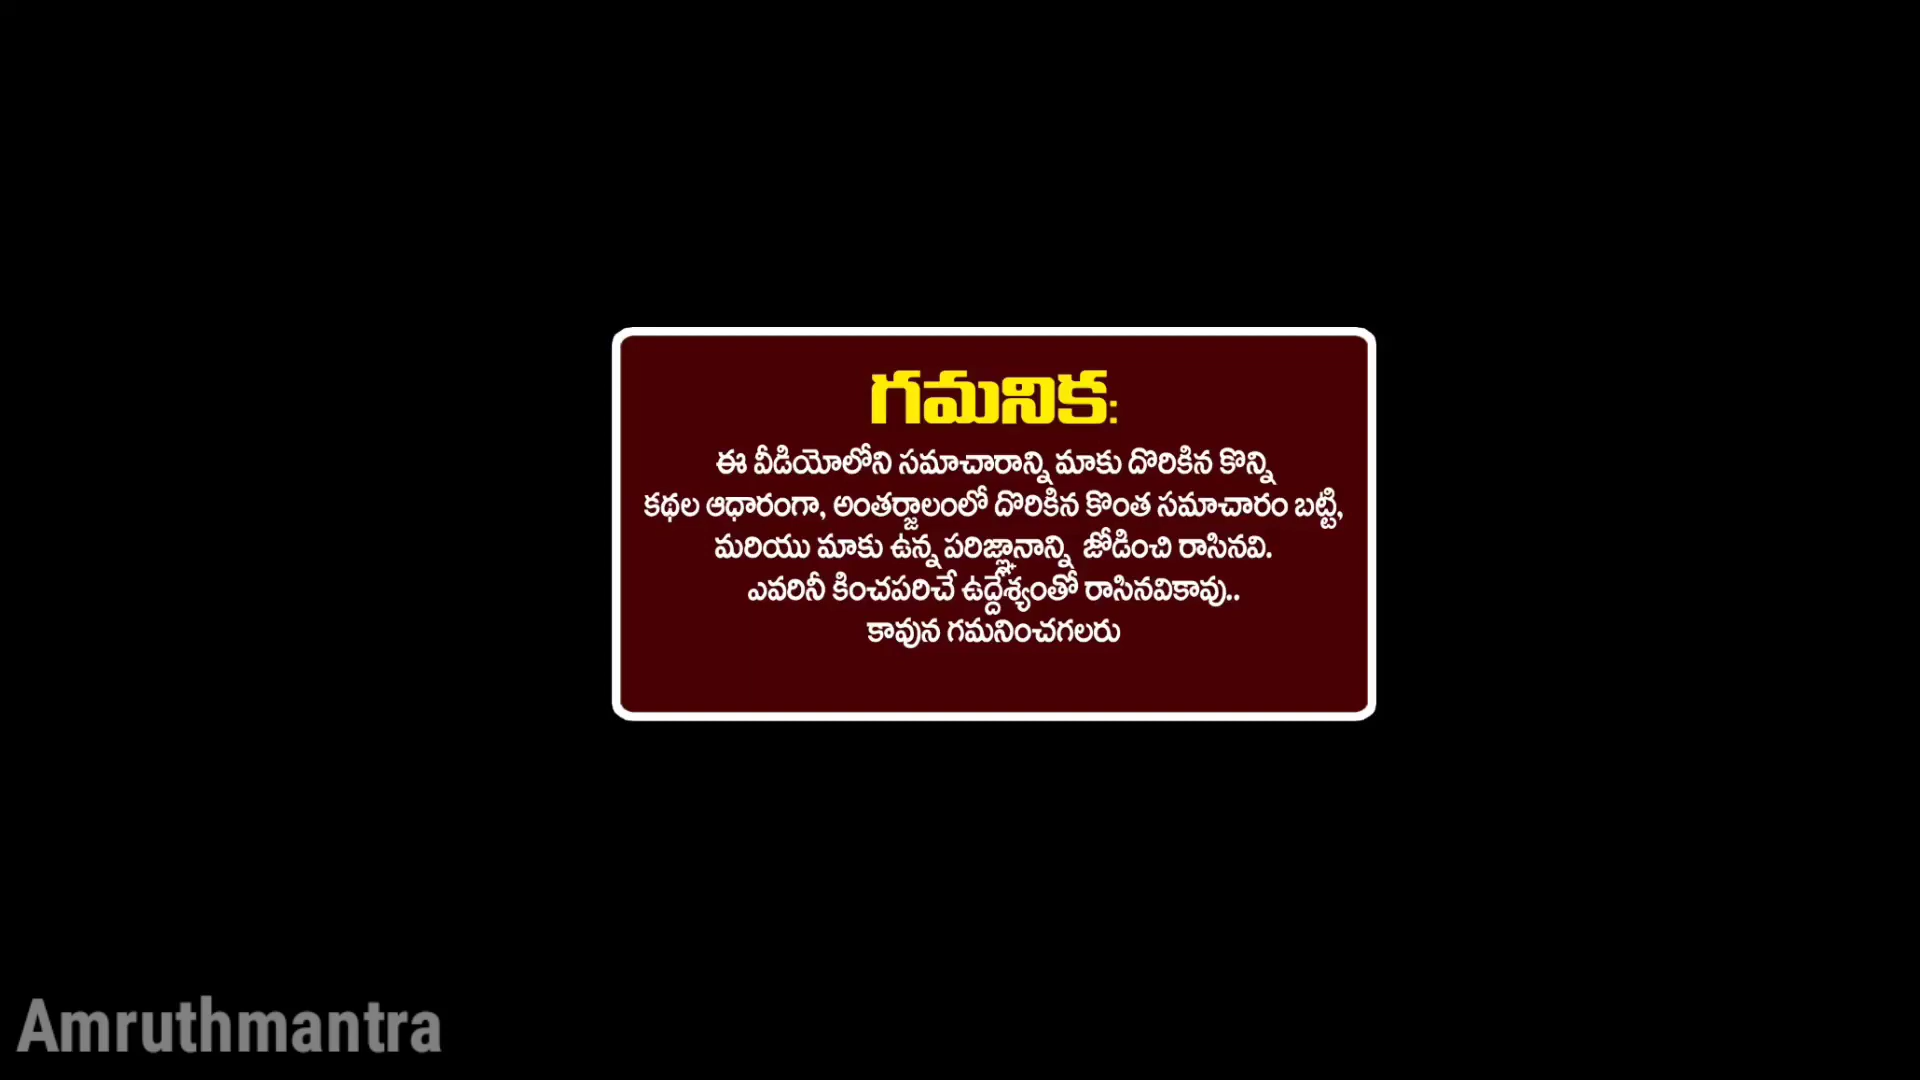 గమనిక:
ఈ వీడియోలోని సమాచారాన్ని మాకు దొరికిన కొన్ని
కథల ఆధారంగా, అంతర్జాలంలో దొరికిన కొంత సమాచారం బట్టి,
మరియు మాకు ఉన్న పరిజ్ఞానాన్ని జోడించి రాసినవి.
ఎవరినీ కించపరిచే ఉద్దేశ్యంతో రాసినవికావు..
కావున గమనించగలరు
Amruthmantra